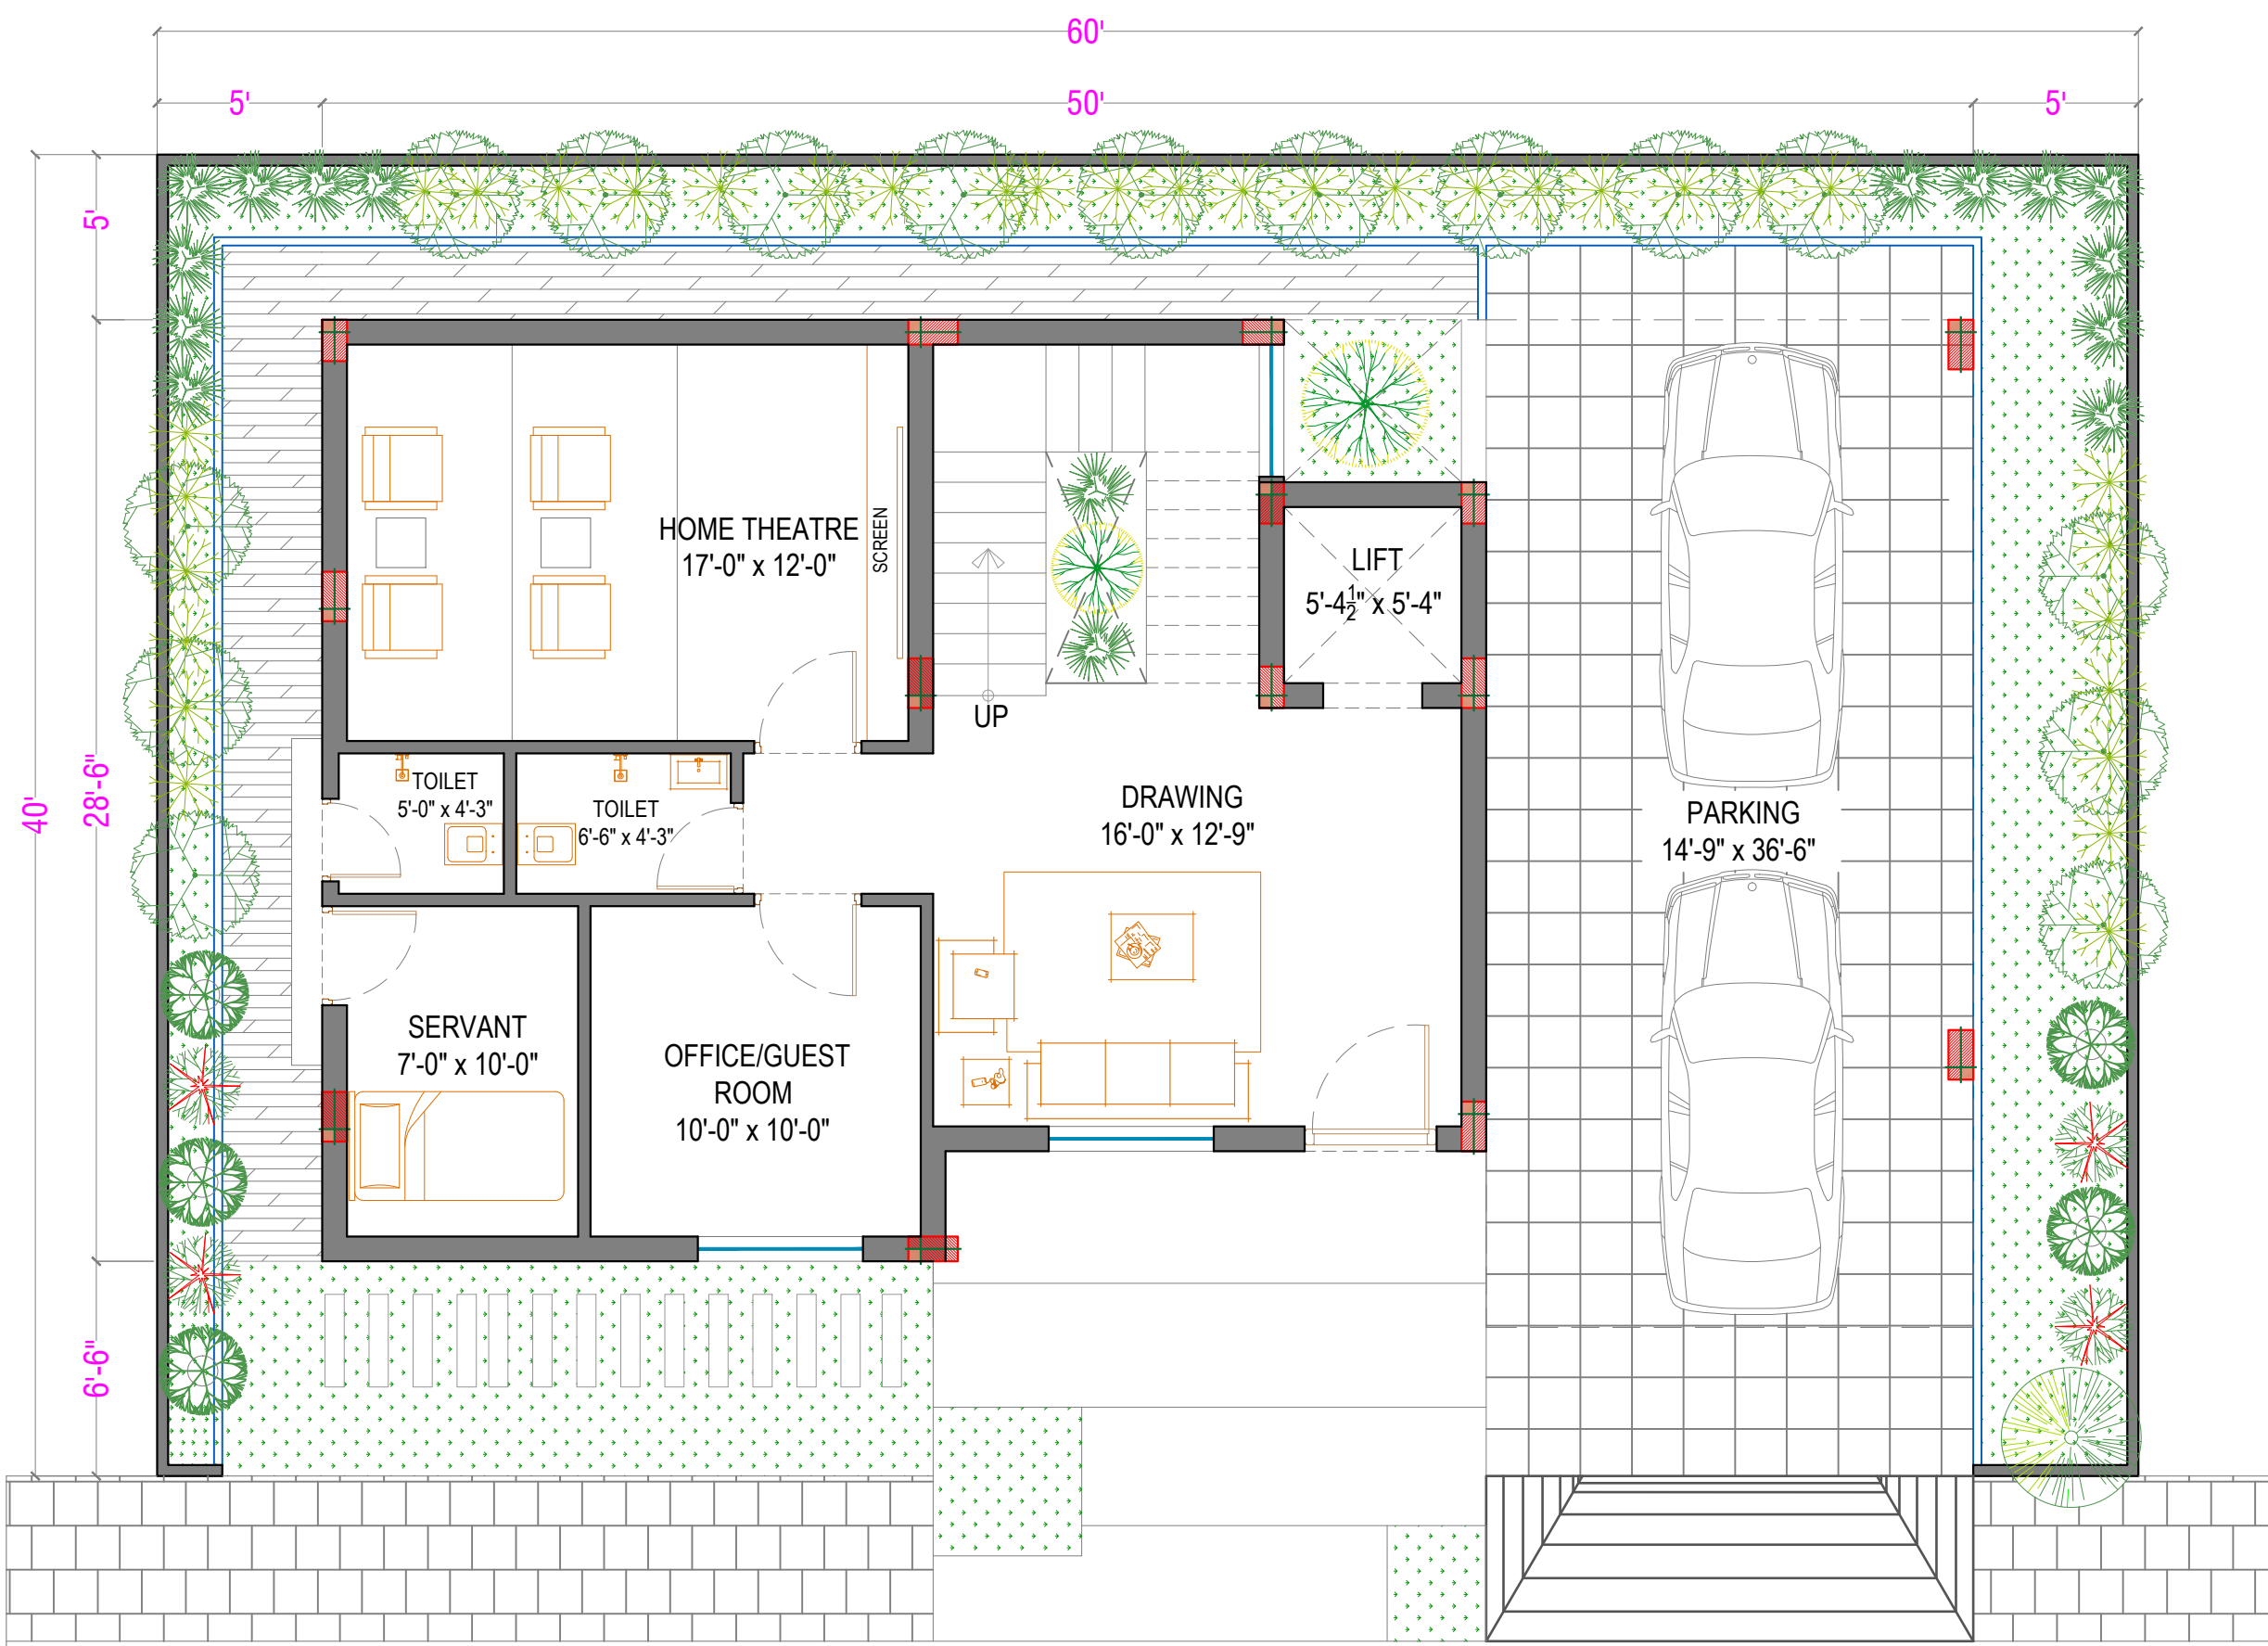 60'
5'
50'
5'
5'
28'-6"
40'
6'-6"
HOME THEATRE
17'-0" x 12'-0"
SCREEN
LIFT
5'-4½" x 5'-4"
UP
TOILET
5'-0" x 4'-3"
TOILET
6'-6" x 4'-3"
DRAWING
16'-0" x 12'-9"
PARKING
14'-9" x 36'-6"
SERVANT
7'-0" x 10'-0"
OFFICE/GUEST
ROOM
10'-0" x 10'-0"